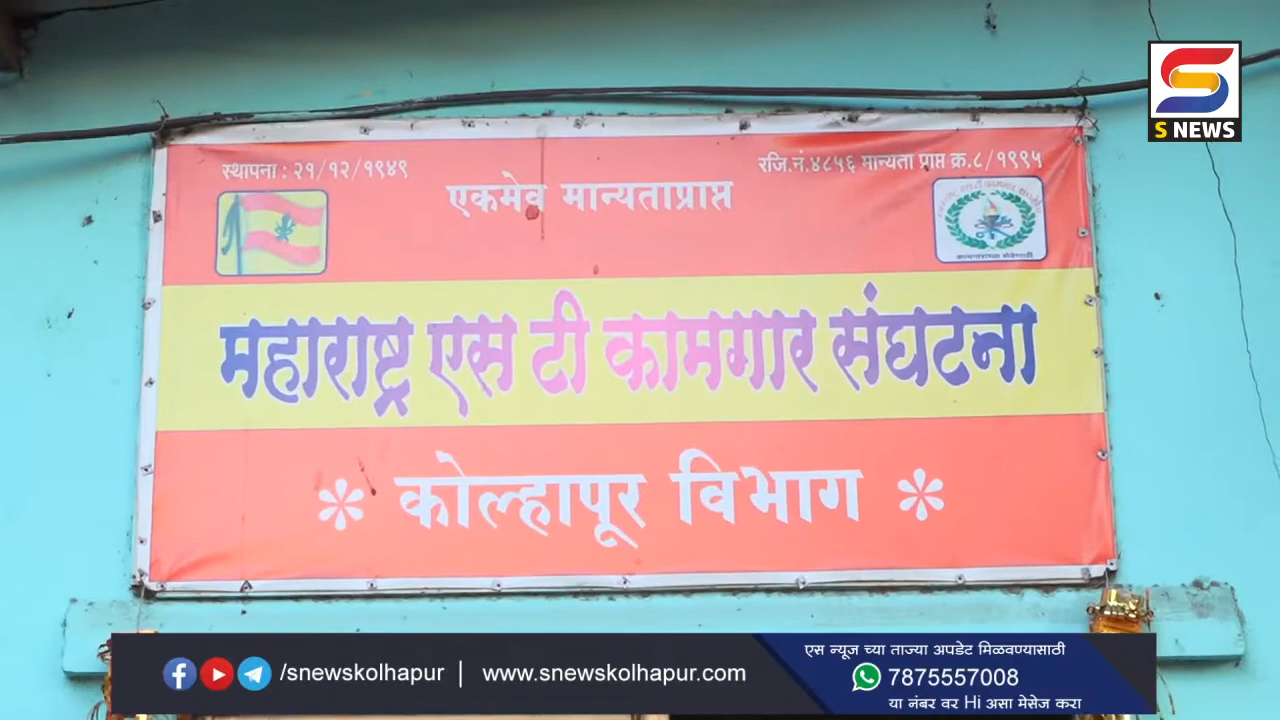 S NEWS
स्थापना : २१/१२/१९४९
रजि.नं.४८५६ मान्यता प्राप्त क्र.८/१९९५
एकमेव मान्यताप्राप्त
कामगारांच्या सेवेसाठी
महाराष्ट्र एस टी कामगार संघटना
कोल्हापूर विभाग
एस न्यूज च्या ताज्या अपडेट मिळवण्यासाठी
/snewskolhapur | www.snewskolhapur.com
7875557008
या नंबर वर Hi असा मेसेज करा